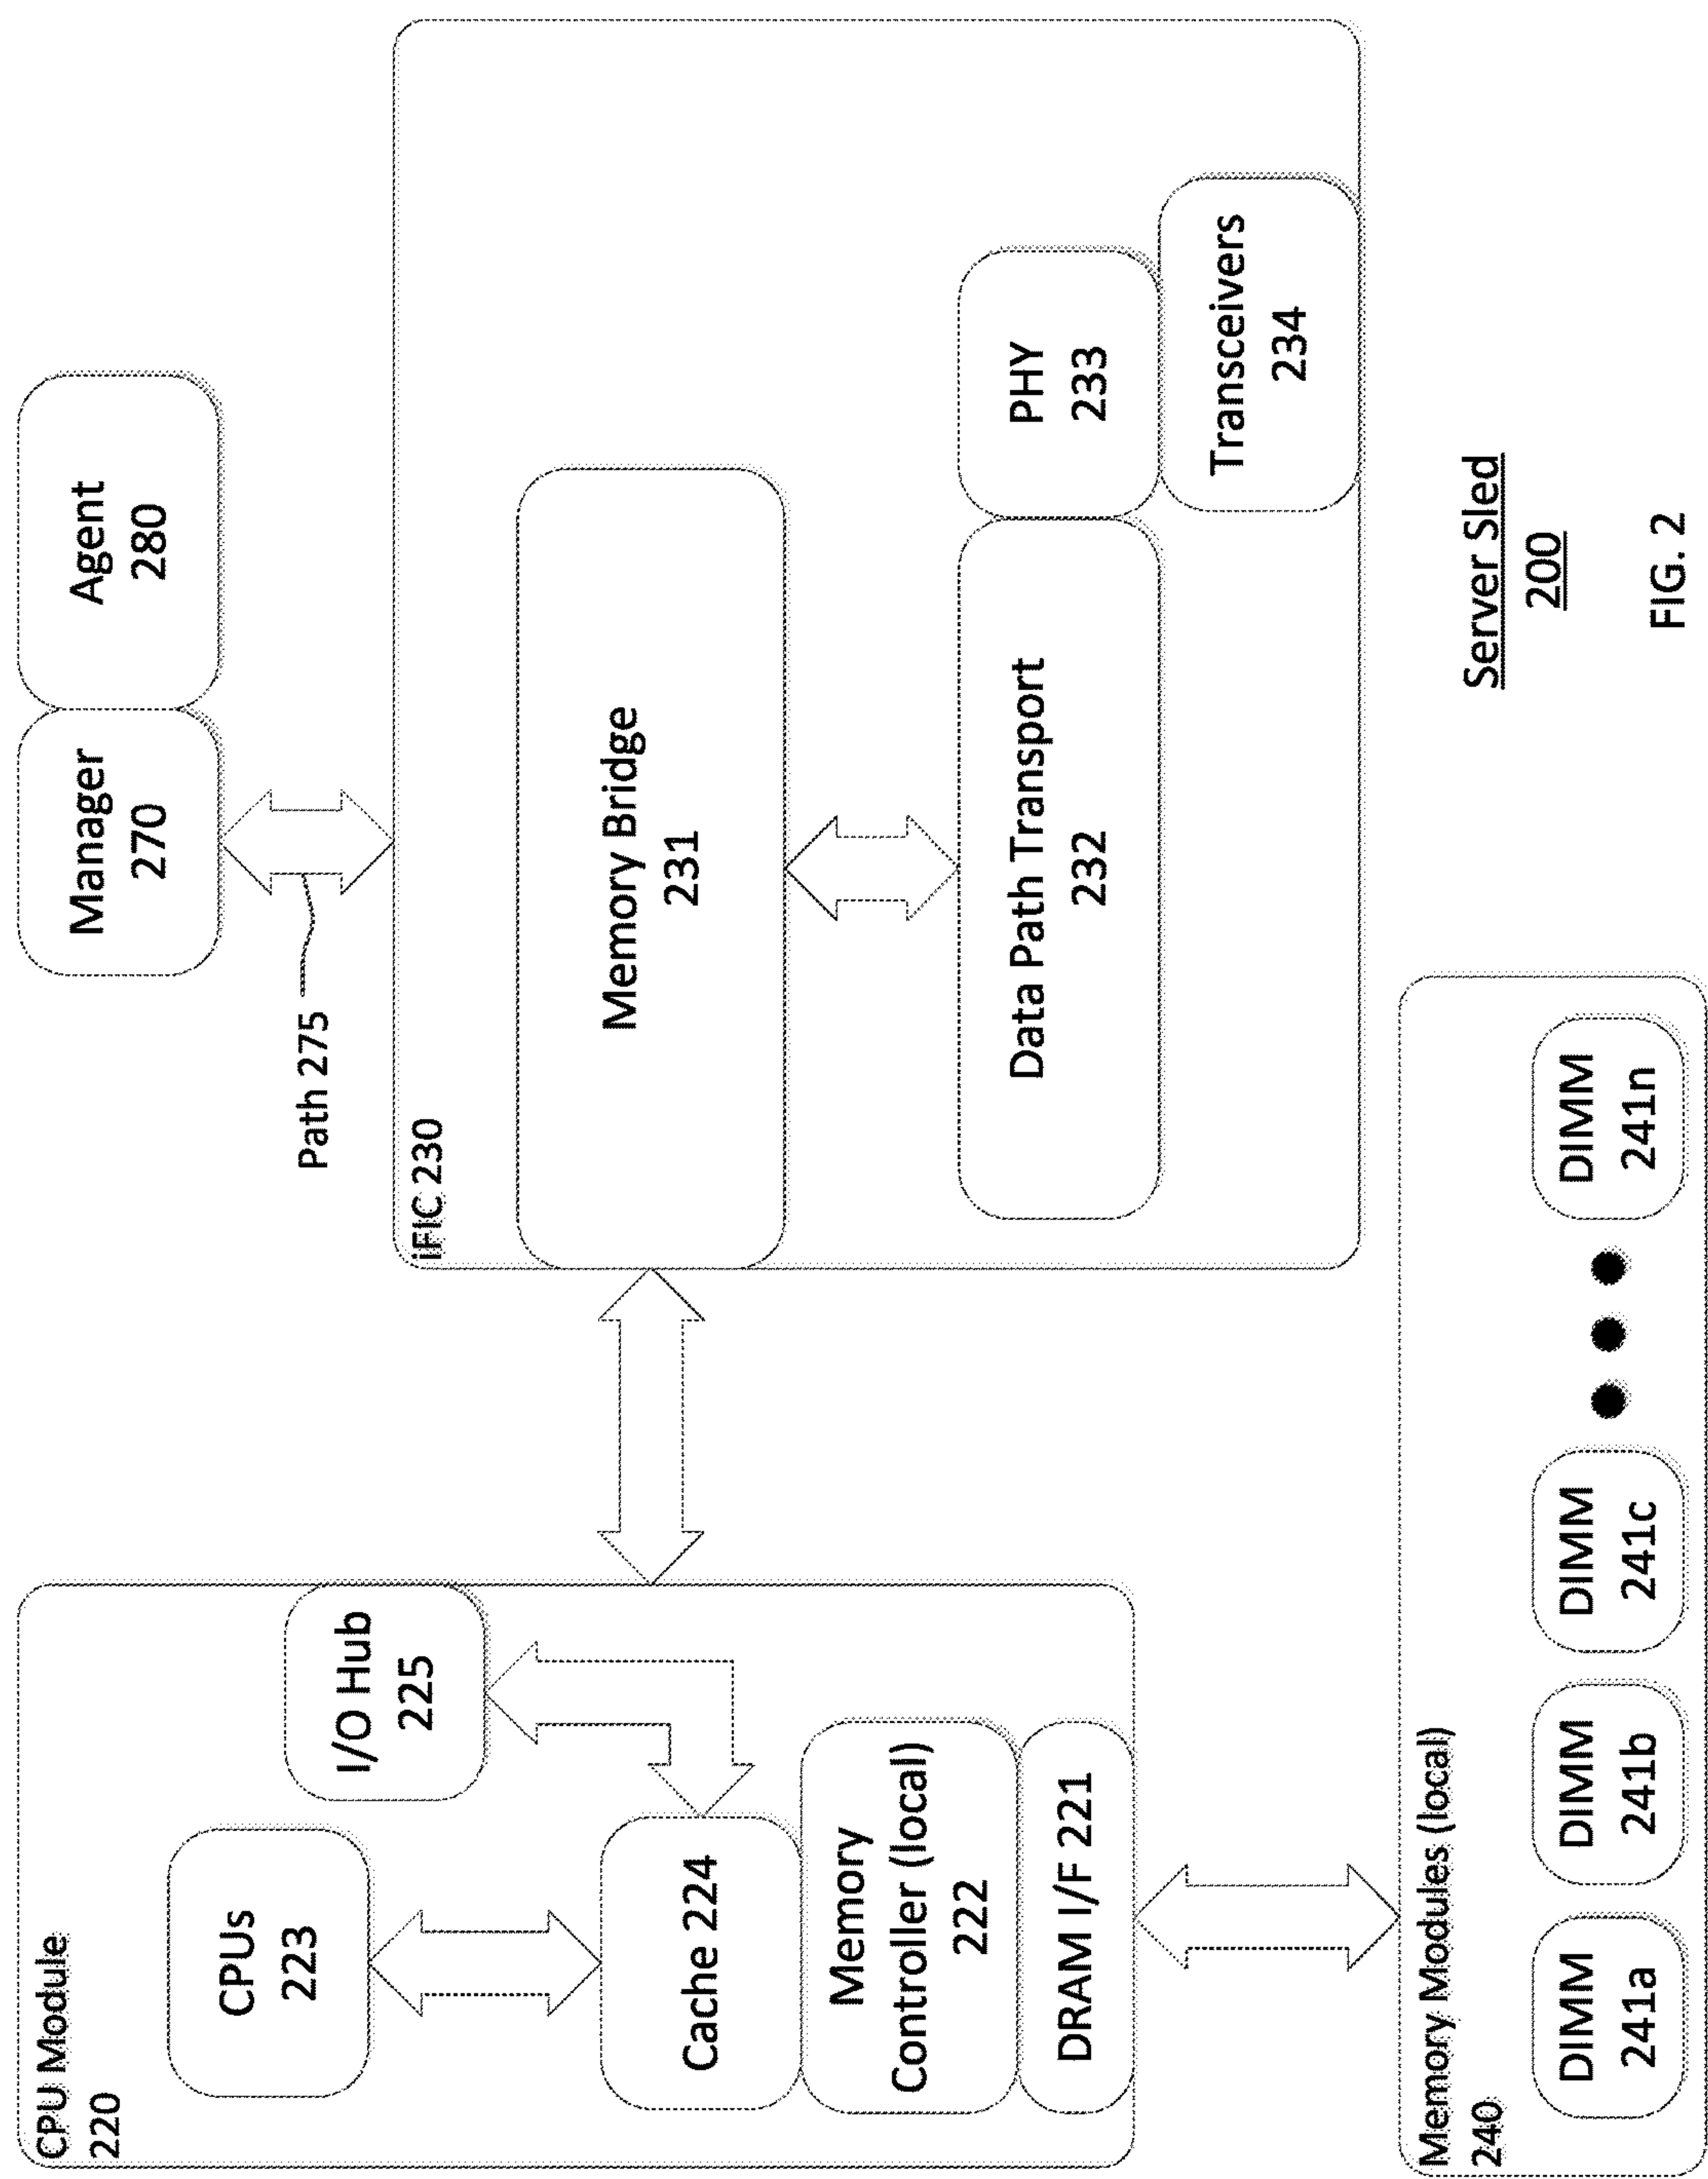 CPU Module
220
CPUs
223
I/O Hub
225
Cache 224
Memory
Controller (local)
222
DRAM I/F 221
Manager
270
Agent
280
Path 275
iFIC 230
Memory Bridge
231
Data Path Transport
232
PHY
233
Transceivers
234
Memory Modules (local)
240
DIMM
241a
DIMM
241b
DIMM
241c
DIMM
241n
Server Sled
200
FIG. 2